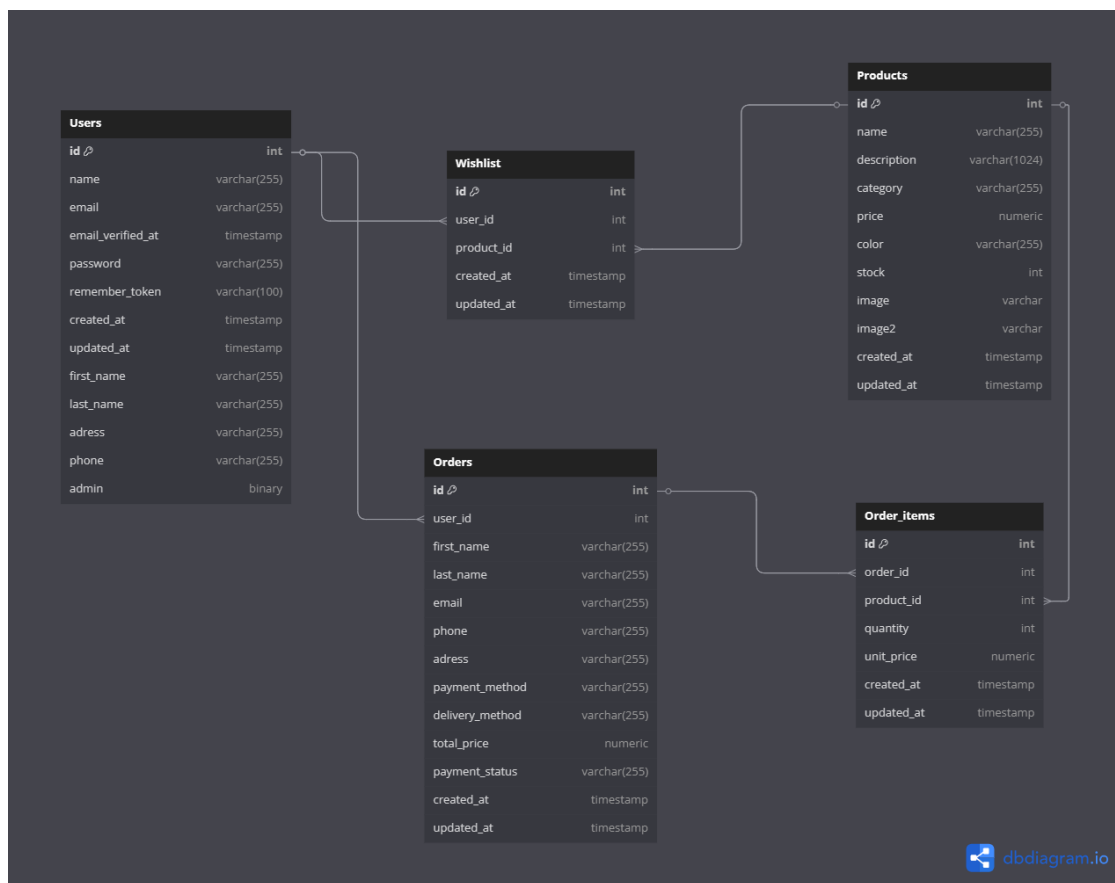 Users
id int
name varchar(255)
email varchar(255)
email_verified_at timestamp
password varchar(255)
remember_token varchar(100)
created_at timestamp
updated_at timestamp
first_name varchar(255)
last_name varchar(255)
adress varchar(255)
phone varchar(255)
admin binary
Wishlist
id int
user_id int
product_id int
created_at timestamp
updated_at timestamp
Products
id int
name varchar(255)
description varchar(1024)
category varchar(255)
price numeric
color varchar(255)
stock int
image varchar
image2 varchar
created_at timestamp
updated_at timestamp
Orders
id int
user_id int
first_name varchar(255)
last_name varchar(255)
email varchar(255)
phone varchar(255)
adress varchar(255)
payment_method varchar(255)
delivery_method varchar(255)
total_price numeric
payment_status varchar(255)
created_at timestamp
updated_at timestamp
Order_items
id int
order_id int
product_id int
quantity int
unit_price numeric
created_at timestamp
updated_at timestamp
dbdiagram.io